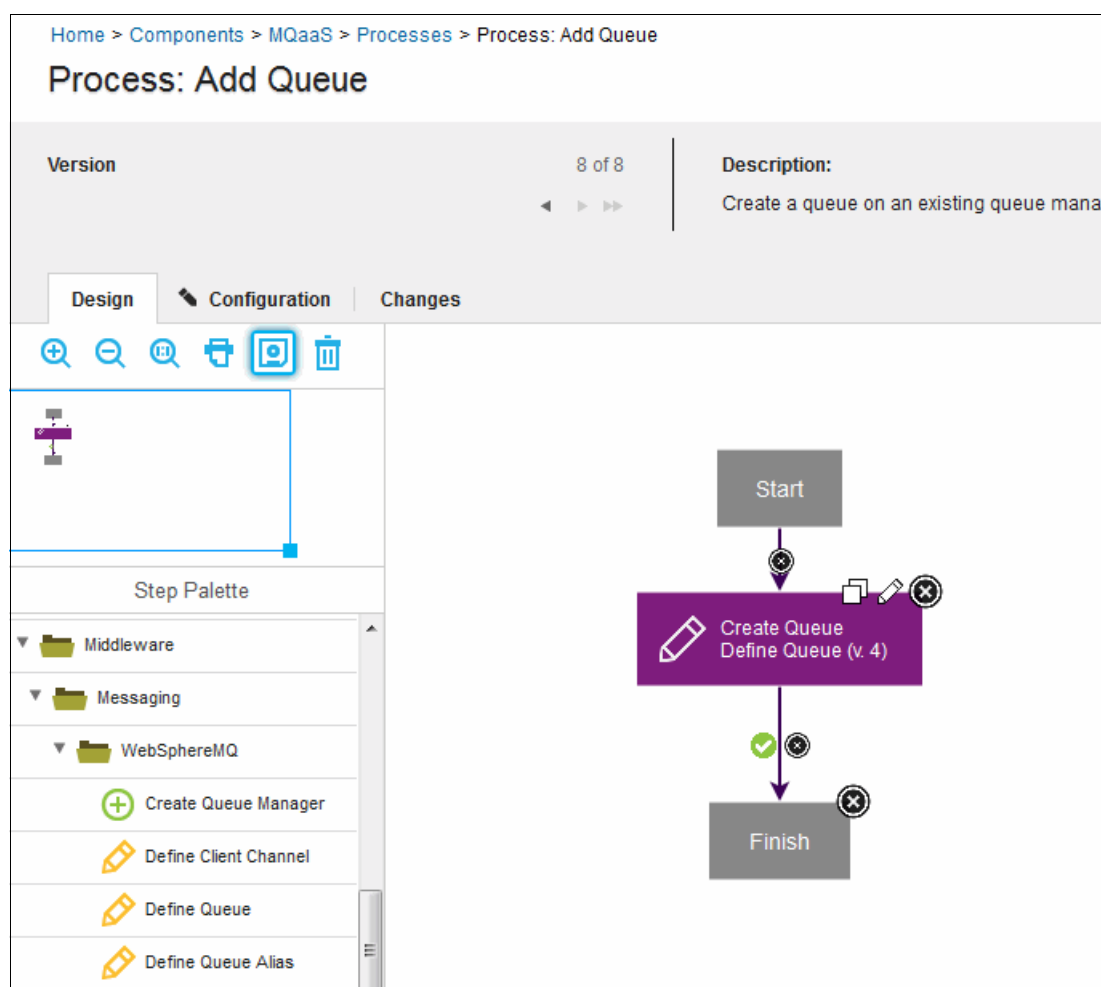 Home > Components > MQaaS > Processes > Process: Add Queue
Process: Add Queue
Version
8 of 8
Description:
Create a queue on an existing queue mana
Design
Configuration
Changes
Step Palette
Middleware
Messaging
WebSphereMQ
Create Queue Manager
Define Client Channel
Define Queue
Define Queue Alias
Start
Create Queue
Define Queue (v. 4)
Finish